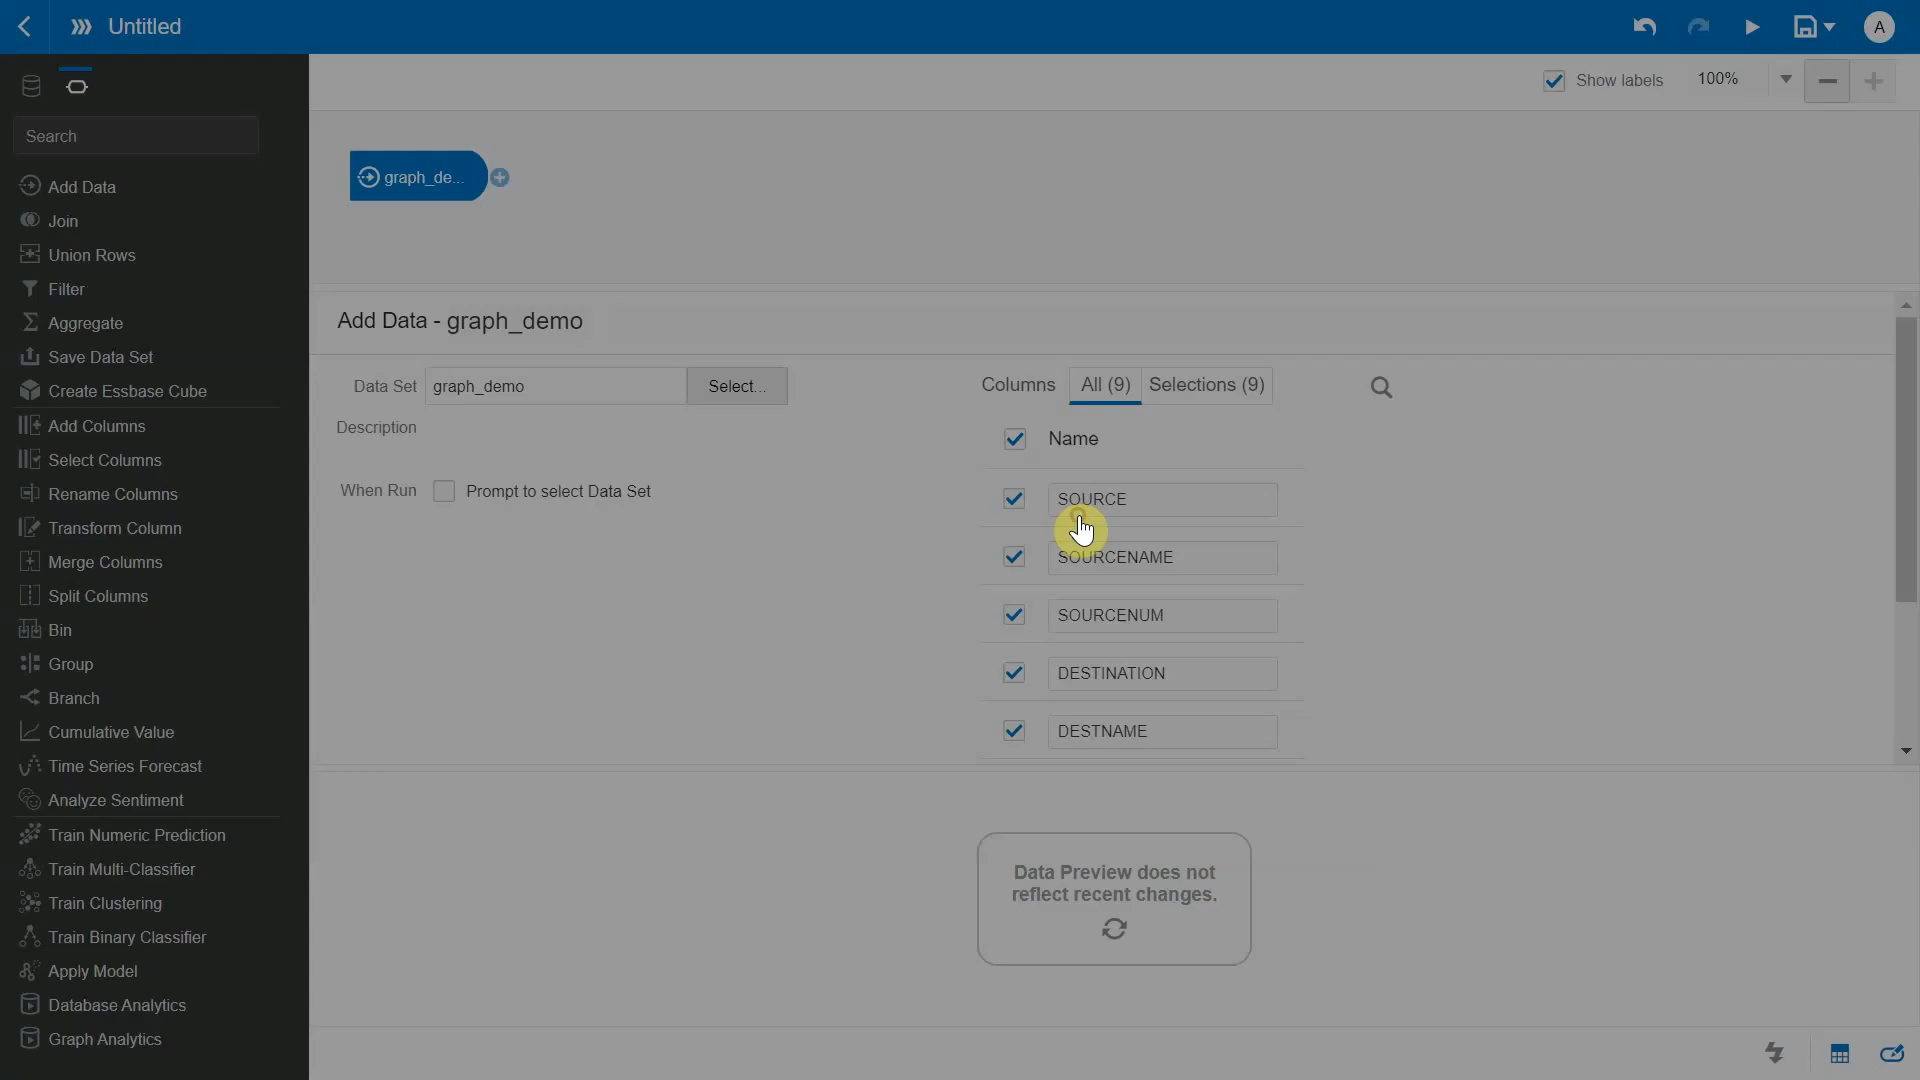 Untitled
A
Show labels
100%
Search
Add Data
Join
Union Rows
Filter
Aggregate
Save Data Set
Create Essbase Cube
Add Columns
Select Columns
Rename Columns
Transform Column
Merge Columns
Split Columns
Bin
Group
Branch
Cumulative Value
Time Series Forecast
Analyze Sentiment
Train Numeric Prediction
Train Multi-Classifier
Train Clustering
Train Binary Classifier
Apply Model
Database Analytics
Graph Analytics
graph_de...
Add Data - graph_demo
Data Set graph_demo Select...
Description
When Run Prompt to select Data Set
Columns All (9) Selections (9)
Name
SOURCE
SOURCENAME
SOURCENUM
DESTINATION
DESTNAME
Data Preview does not
reflect recent changes.